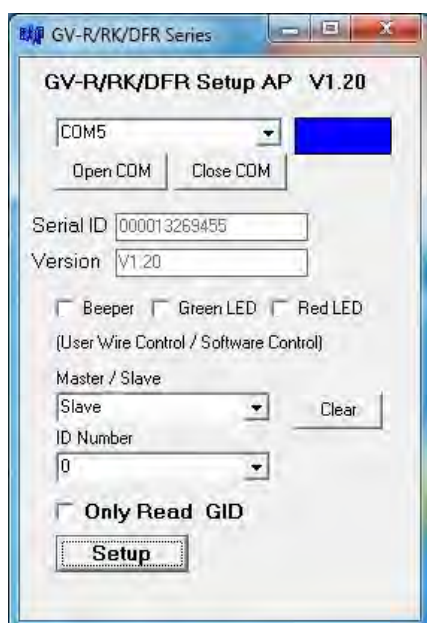 GV-R/RK/DFR Series
GV-R/RK/DFR Setup AP V1.20
COM5
Open COM Close COM
Serial ID 000013269455
Version V1.20
Beeper Green LED Red LED
(User Wire Control / Software Control)
Master / Slave
Slave Clear
ID Number
0
Only Read GID
Setup